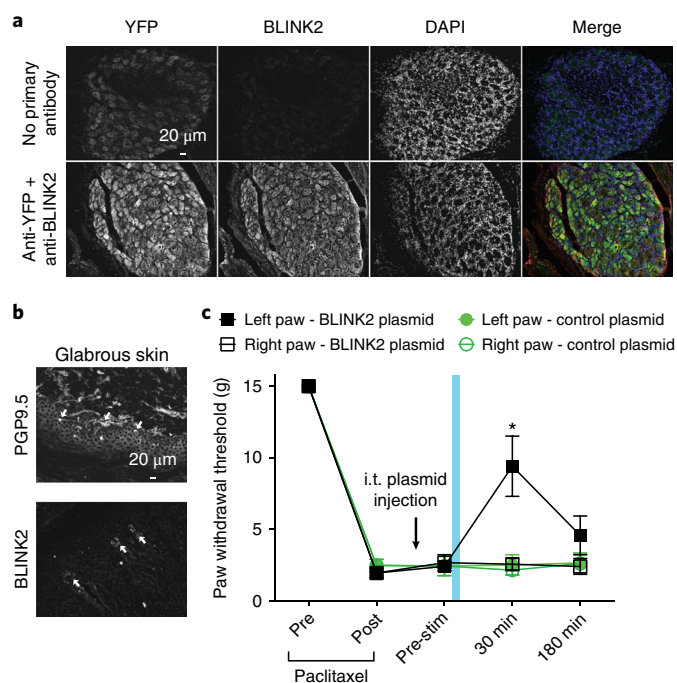 a
YFP
BLINK2
DAPI
Merge
No primary
antibody
20 μm
Anti-YFP +
anti-BLINK2
b
Glabrous skin
PGP9.5
20 μm
BLINK2
c
Left paw - BLINK2 plasmid
Left paw - control plasmid
Right paw - BLINK2 plasmid
Right paw - control plasmid
Paw withdrawal threshold (g)
15
10
5
0
i.t. plasmid
injection
*
Pre
Post
Pre-stim
30 min
180 min
Paclitaxel